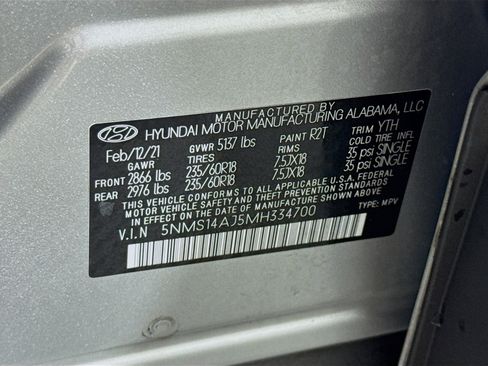 MANUFACTURED BY
HYUNDAI MOTOR MANUFACTURING ALABAMA, LLC
Feb/12/21 GVWR 5137 lbs PAINT R2T TRIM YTH
GAWR TIRES RIMS COLD TIRE INFL.
FRONT 2866 lbs 235/60R18 7.5JX18 35 psi SINGLE
REAR 2976 lbs 235/60R18 7.5JX18 35 psi SINGLE
THIS VEHICLE CONFORMS TO ALL APPLICABLE U.S.A. FEDERAL
MOTOR VEHICLE SAFETY AND THEFT PREVENTION STANDARDS
IN EFFECT ON THE DATE OF MANUFACTURE SHOWN ABOVE.
V.I.N 5NMS14AJ5MH334700 TYPE: MPV